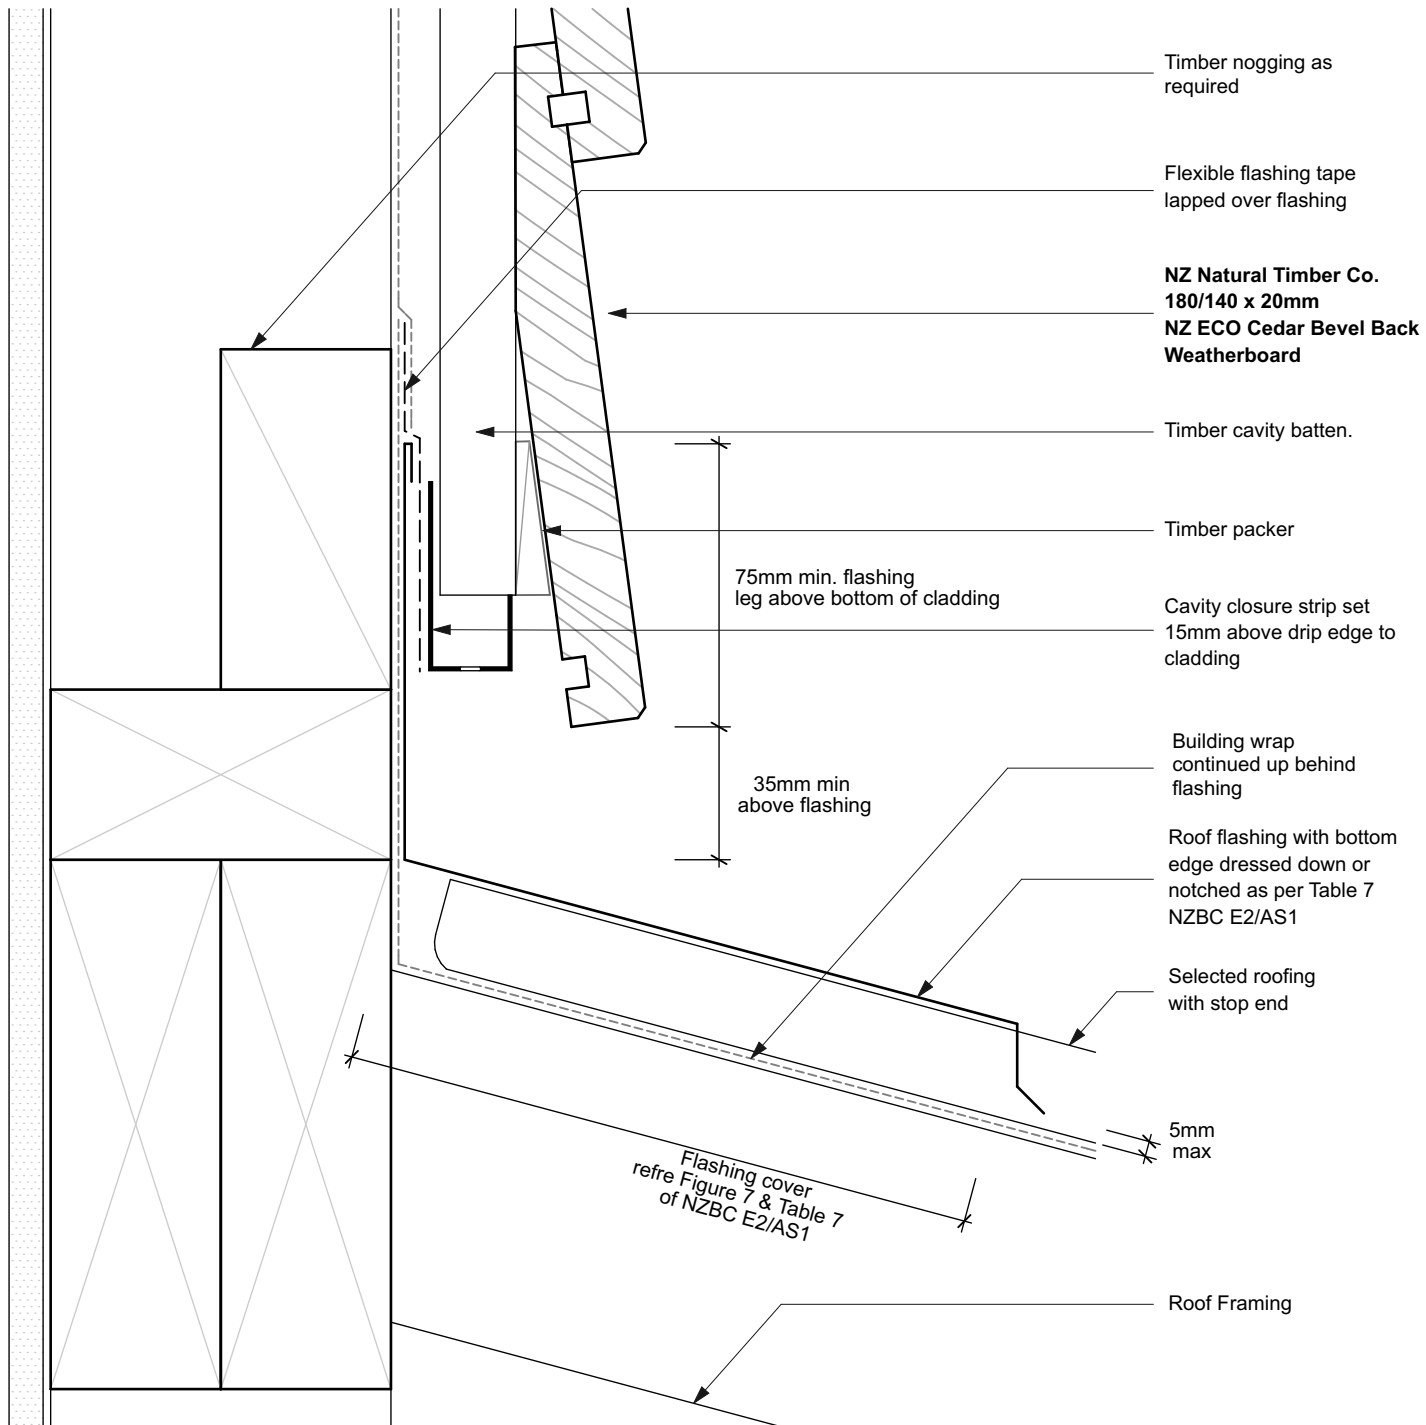 Timber nogging as
required
Flexible flashing tape
lapped over flashing
NZ Natural Timber Co.
180/140 x 20mm
NZ ECO Cedar Bevel Back
Weatherboard
Timber cavity batten.
Timber packer
75mm min. flashing
leg above bottom of cladding
Cavity closure strip set
15mm above drip edge to
cladding
Building wrap
continued up behind
flashing
35mm min
above flashing
Roof flashing with bottom
edge dressed down or
notched as per Table 7
NZBC E2/AS1
Selected roofing
with stop end
5mm
max
Flashing cover
refre Figure 7 & Table 7
of NZBC E2/AS1
Roof Framing